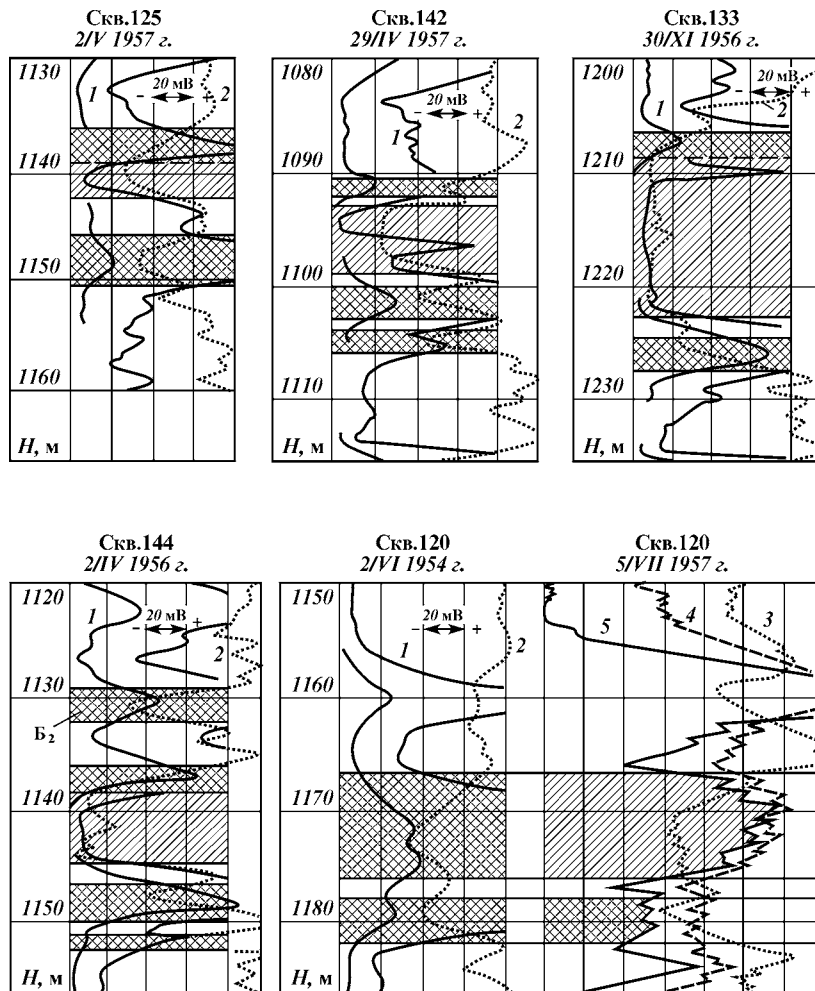 Скв.125
2/V 1957 г.
1130
20 мВ
- +
1
2
1140
1150
1160
H, м
Скв.142
29/IV 1957 г.
1080
20 мВ
- +
1
2
1090
1100
1110
H, м
Скв.133
30/XI 1956 г.
1200
20 мВ
- +
1
2
1210
1220
1230
H, м
Скв.144
2/IV 1956 г.
1120
1
20 мВ
- +
2
1130
Б2
1140
1150
H, м
Скв.120
2/VI 1954 г.
1150
20 мВ
- +
1
2
1160
1170
1180
H, м
Скв.120
5/VII 1957 г.
5
4
3